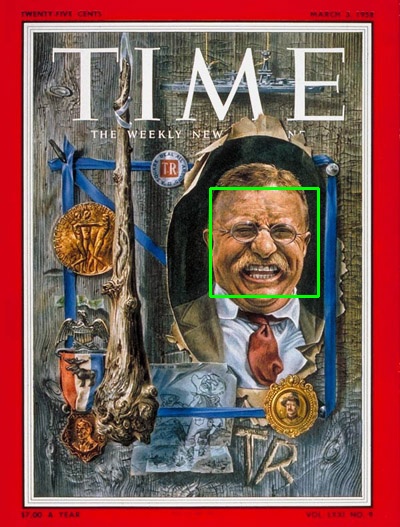 TWENTY-FIVE CENTS MARCH 3, 1958
TIME
THE WEEKLY NEW
TR
TR
$7.00 A YEAR VOL. LXXI NO. 9